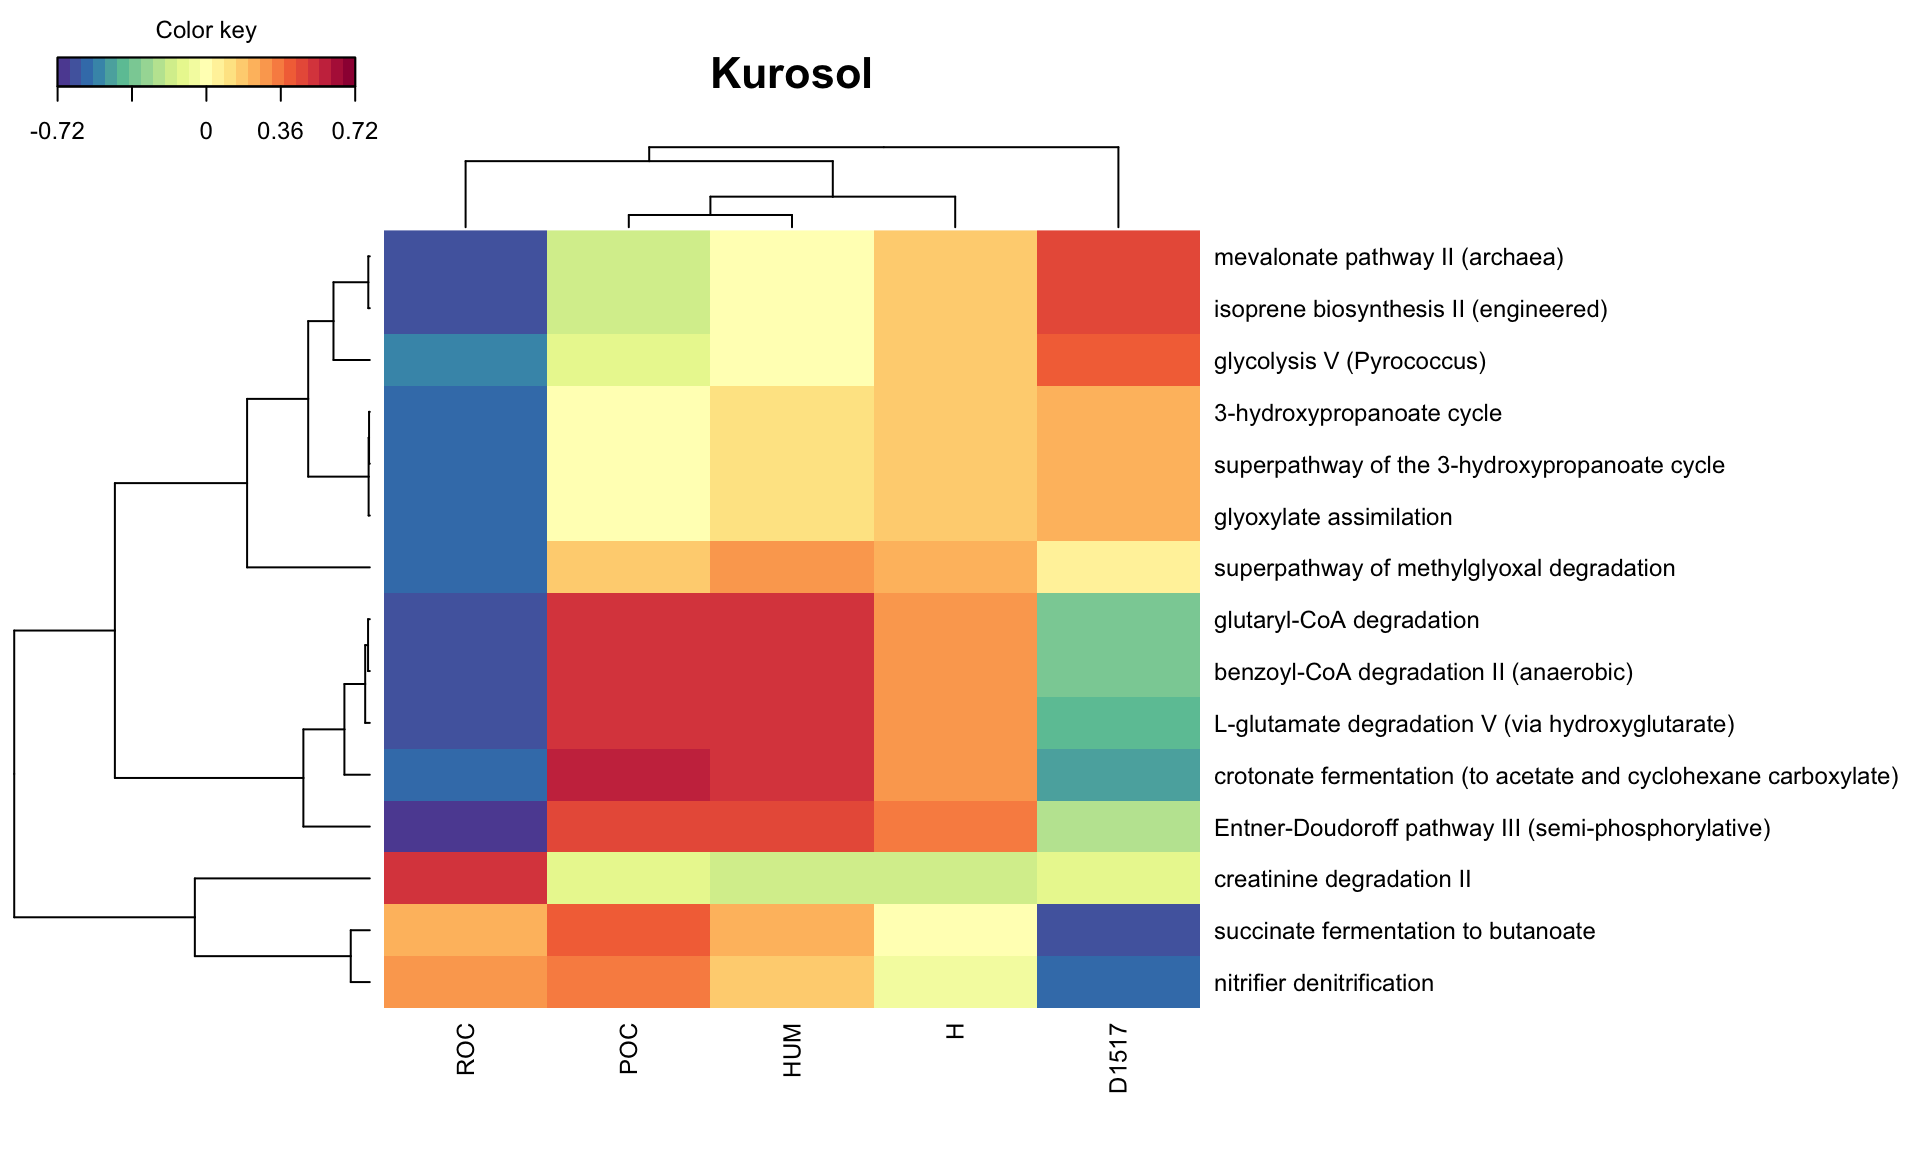 Color key
-0.72 0 0.36 0.72
Kurosol
mevalonate pathway II (archaea)
isoprene biosynthesis II (engineered)
glycolysis V (Pyrococcus)
3-hydroxypropanoate cycle
superpathway of the 3-hydroxypropanoate cycle
glyoxylate assimilation
superpathway of methylglyoxal degradation
glutaryl-CoA degradation
benzoyl-CoA degradation II (anaerobic)
L-glutamate degradation V (via hydroxyglutarate)
crotonate fermentation (to acetate and cyclohexane carboxylate)
Entner-Doudoroff pathway III (semi-phosphorylative)
creatinine degradation II
succinate fermentation to butanoate
nitrifier denitrification
ROC
POC
HUM
H
D1517